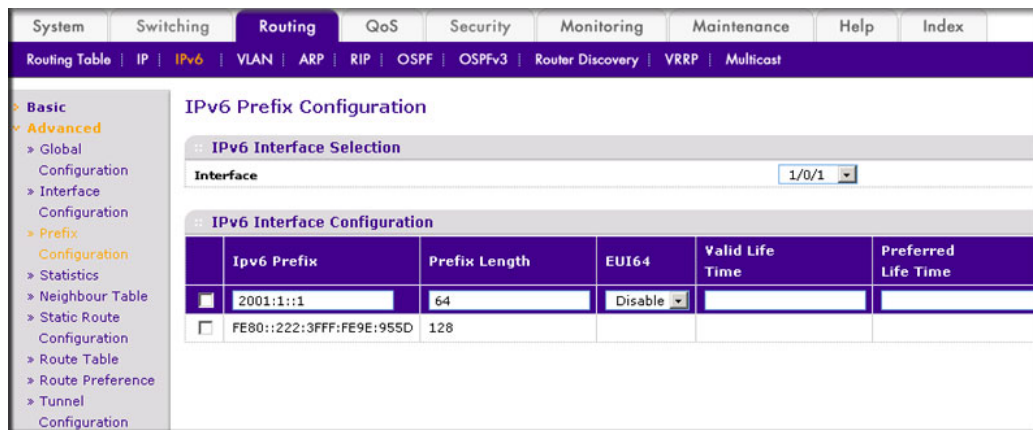 System Switching Routing QoS Security Monitoring Maintenance Help Index
Routing Table | IP | IPv6 | VLAN | ARP | RIP | OSPF | OSPFv3 | Router Discovery | VRRP | Multicast
Basic
Advanced
» Global
Configuration
» Interface
Configuration
» Prefix
Configuration
» Statistics
» Neighbour Table
» Static Route
Configuration
» Route Table
» Route Preference
» Tunnel
Configuration
IPv6 Prefix Configuration
IPv6 Interface Selection
Interface 1/0/1
IPv6 Interface Configuration
Ipv6 Prefix Prefix Length EUI64 Valid Life Time Preferred Life Time
2001:1::1 64 Disable
FE80::222:3FFF:FE9E:955D 128